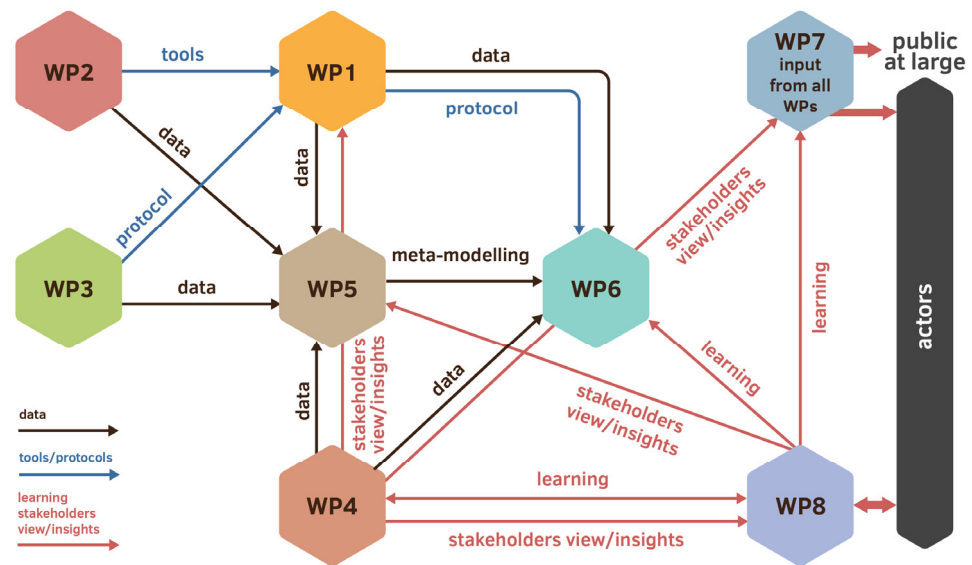 WP2
tools
WP1
data
protocol
WP7
input
from all
WPs
public
at large
data
data
protocol
stakeholders
view/insights
WP3
data
WP5
meta-modelling
WP6
learning
actors
stakeholders
view/insights
data
data
learning
stakeholders
view/insights
data
tools/protocols
learning
stakeholders
view/insights
WP4
learning
stakeholders view/insights
WP8